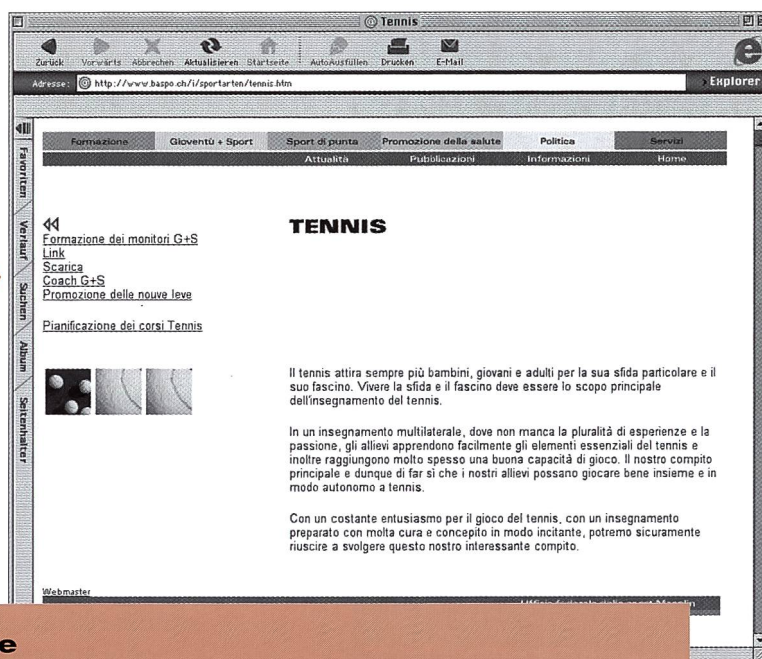 Tennis
Zurück Vorwärts Abbrechen Aktualisieren Startseite AutoAusfüllen Drucken E-Mail
Adresse: http://www.baspo.ch/i/sportarten/tennis.htm
› Explorer
Favoriten
Verlauf
Suchen
Album
Seitenhalter
Formazione Gioventù + Sport Sport di punta Promozione della salute Politica Servizi
Attualità Pubblicazioni Informazioni Home
Formazione dei monitori G+S
Link
Scarica
Coach G+S
Promozione delle nouve leve
Pianificazione dei corsi Tennis
TENNIS
Il tennis attira sempre più bambini, giovani e adulti per la sua sfida particolare e il
suo fascino. Vivere la sfida e il fascino deve essere lo scopo principale
dell'insegnamento del tennis.
In un insegnamento multilaterale, dove non manca la pluralità di esperienze e la
passione, gli allievi apprendono facilmente gli elementi essenziali del tennis e
inoltre raggiungono molto spesso una buona capacità di gioco. Il nostro compito
principale e dunque di far sì che i nostri allievi possano giocare bene insieme e in
modo autonomo a tennis.
Con un costante entusiasmo per il gioco del tennis, con un insegnamento
preparato con molta cura e concepito in modo incitante, potremo sicuramente
riuscire a svolgere questo nostro interessante compito.
Webmaster